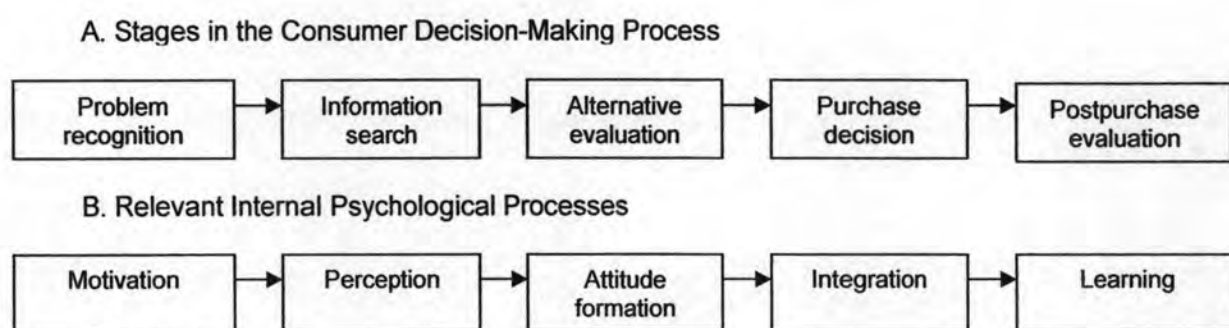 A. Stages in the Consumer Decision-Making Process
Problem recognition
Information search
Alternative evaluation
Purchase decision
Postpurchase evaluation
B. Relevant Internal Psychological Processes
Motivation
Perception
Attitude formation
Integration
Learning